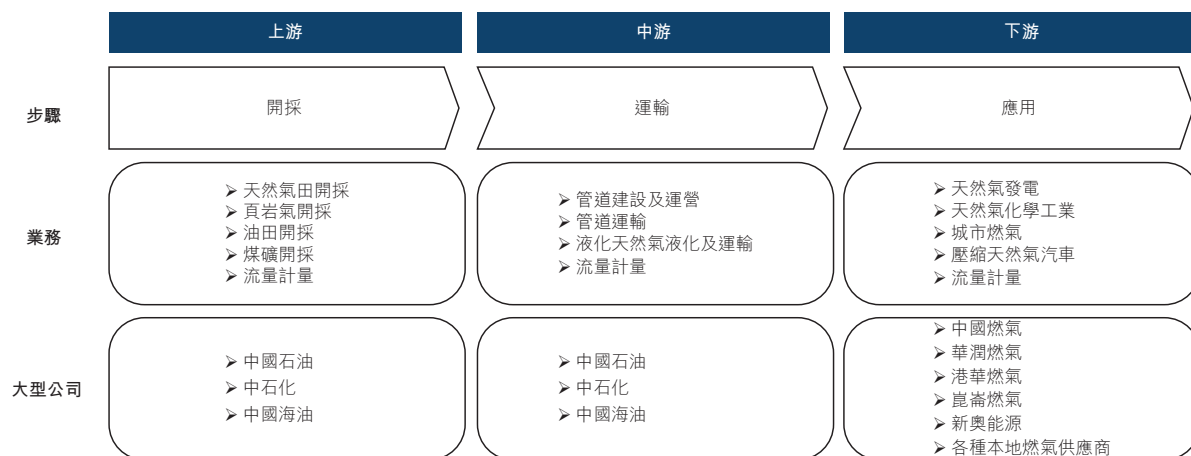 上游
中游
下游
步驟
開採
運輸
應用
業務
➢ 天然氣田開採
➢ 頁岩氣開採
➢ 油田開採
➢ 煤礦開採
➢ 流量計量
➢ 管道建設及運營
➢ 管道運輸
➢ 液化天然氣液化及運輸
➢ 流量計量
➢ 天然氣發電
➢ 天然氣化學工業
➢ 城市燃氣
➢ 壓縮天然氣汽車
➢ 流量計量
大型公司
➢ 中國石油
➢ 中石化
➢ 中國海油
➢ 中國石油
➢ 中石化
➢ 中國海油
➢ 中國燃氣
➢ 華潤燃氣
➢ 港華燃氣
➢ 崑崙燃氣
➢ 新奧能源
➢ 各種本地燃氣供應商